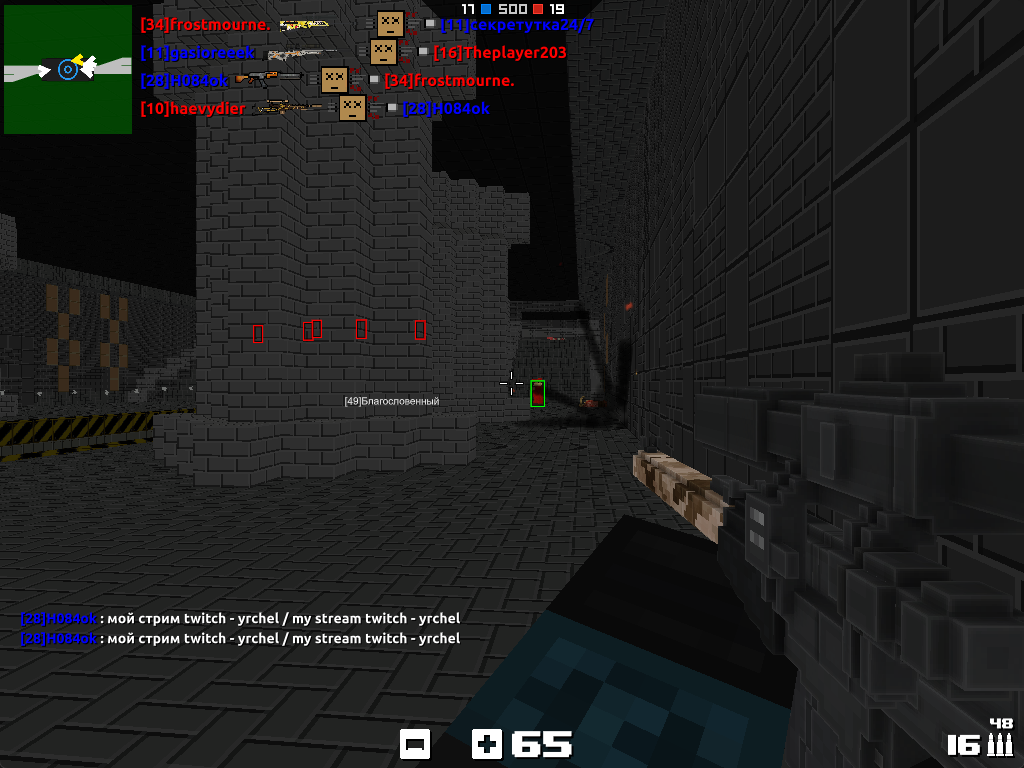 11 500 19
[34]frostmourne. [11]секретутка24/7
[11]gasioreeek [16]Theplayer203
[28]H084ok [34]frostmourne.
[10]haevydier [28]H084ok
[49]Благословенный
[28]H084ok : мой стрим twitch - yrchel / my stream twitch - yrchel
[28]H084ok : мой стрим twitch - yrchel / my stream twitch - yrchel
48
65 16